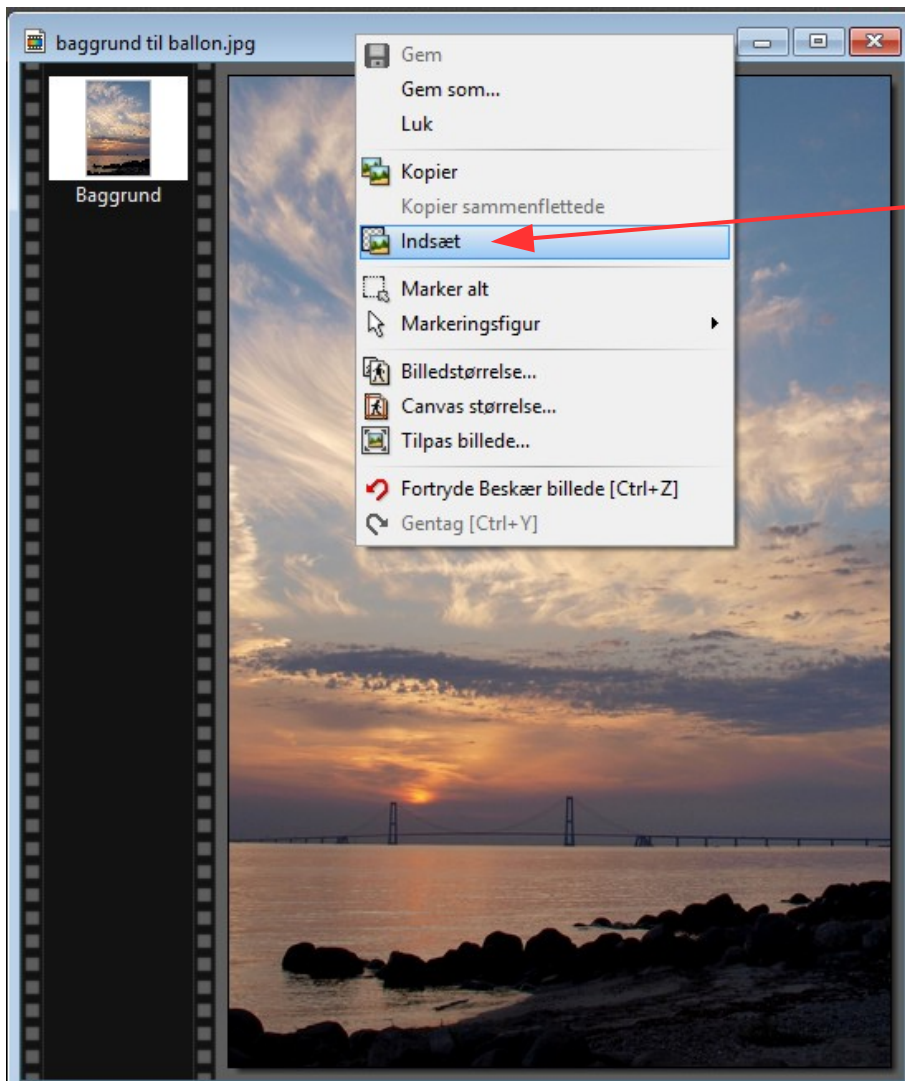 baggrund til ballon.jpg
Baggrund
Gem
Gem som...
Luk
Kopier
Kopier sammenflettede
Indsæt
Marker alt
Markeringsfigur
Billedstørrelse...
Canvas størrelse...
Tilpas billede...
Fortryde Beskær billede [Ctrl+Z]
Gentag [Ctrl+Y]